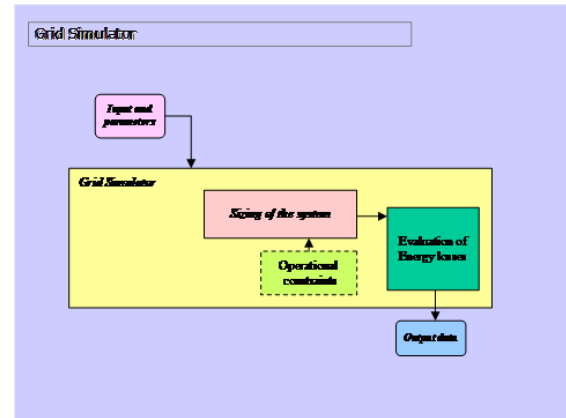 Grid Simulator
Input and
parameters
Grid Simulator
Sizing of the system
Evaluation of
Energy losses
Operational
constraints
Output data